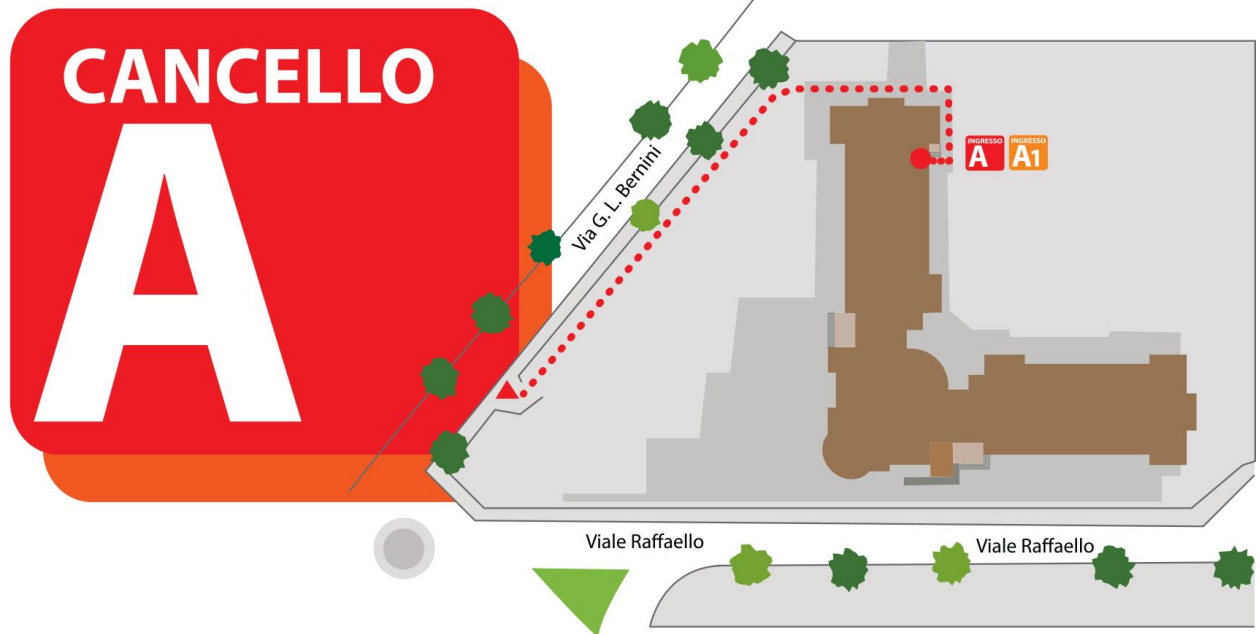 CANCELLO
A
Via G. L. Bernini
INGRESSO
A
INGRESSO
A1
Viale Raffaello
Viale Raffaello